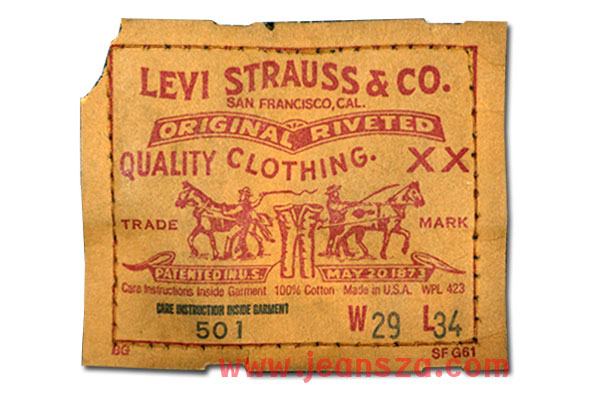 LEVI STRAUSS & CO.
SAN FRANCISCO, CAL.
ORIGINAL RIVETED
QUALITY CLOTHING. XX
TRADE MARK
PATENTED IN U.S. MAY 20 1873
Care Instructions Inside Garment 100% Cotton Made in U.S.A. WPL 423
CARE INSTRUCTION INSIDE GARMENT
501 W 29 L 34
BG SF G61
www.jeansza.com